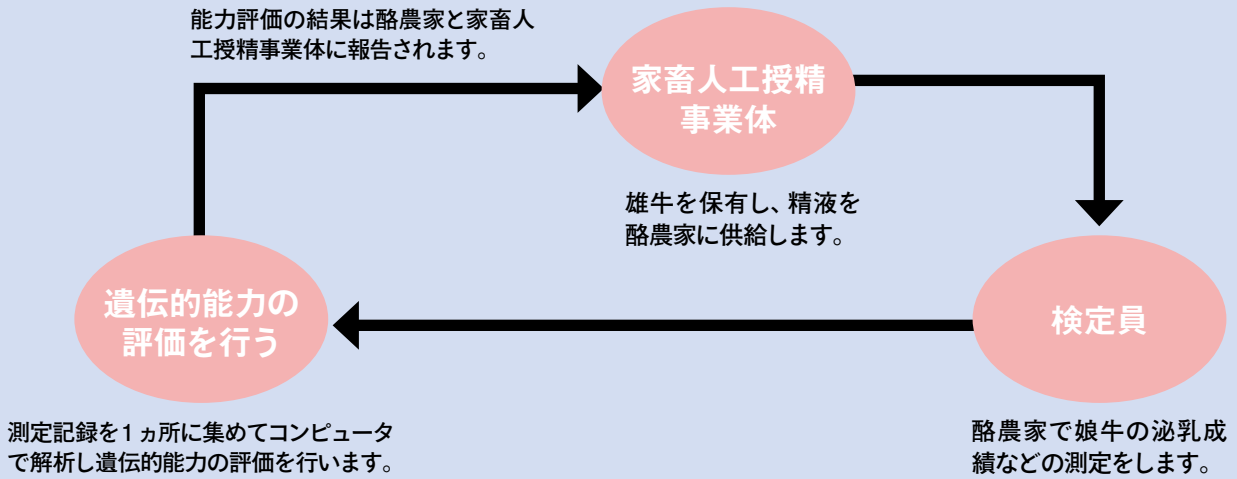 能力評価の結果は酪農家と家畜人
工授精事業体に報告されます。
家畜人工授精
事業体
雄牛を保有し、精液を
酪農家に供給します。
遺伝的能力の
評価を行う
検定員
測定記録を1ヵ所に集めてコンピュータ
で解析し遺伝的能力の評価を行います。
酪農家で娘牛の泌乳成
績などの測定をします。